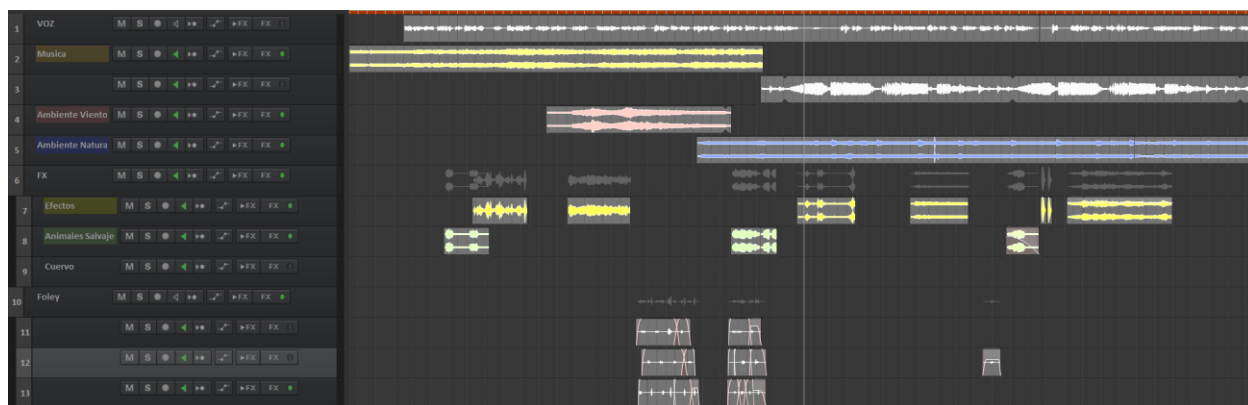 1 VOZ M S FX FX
2 Musica M S FX FX
3 M S FX FX
4 Ambiente Viento M S FX FX
5 Ambiente Natura M S FX FX
6 FX M S FX FX
7 Efectos M S FX FX
8 Animales Salvaje M S FX FX
9 Cuervo M S FX FX
10 Foley M S FX FX
11 M S FX FX
12 M S FX FX
13 M S FX FX